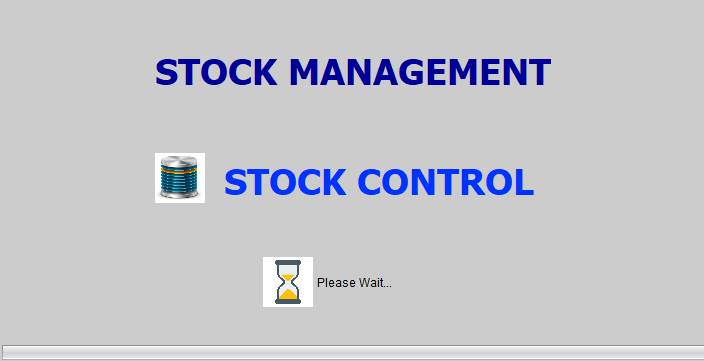 STOCK MANAGEMENT
STOCK CONTROL
Please Wait...